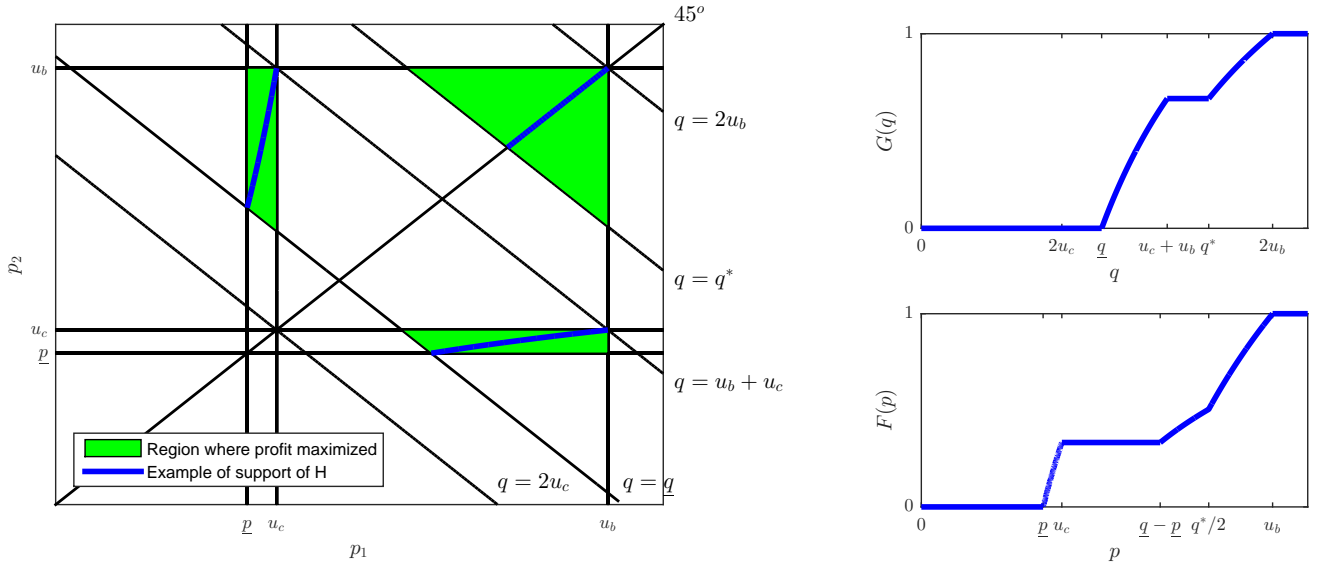 45°
u_b
q = 2u_b
p_2
q = q*
u_c
p
q = u_b + u_c
Region where profit maximized
Example of support of H
q = 2u_c
q = q
p u_c u_b
p_1
1
G(q)
0
0 2u_c q u_c + u_b q* 2u_b
q
1
F(p)
0
0 p u_c q − p q*/2 u_b
p